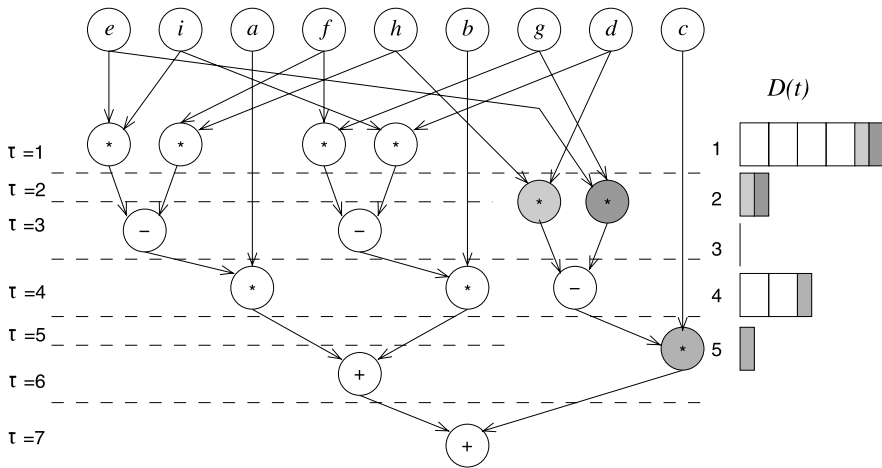 e i a f h b g d c
D(t)
τ =1 * * * * 1
τ =2 * * 2
τ =3 − − 3
τ =4 * * − 4
τ =5 * 5
τ =6 +
τ =7 +